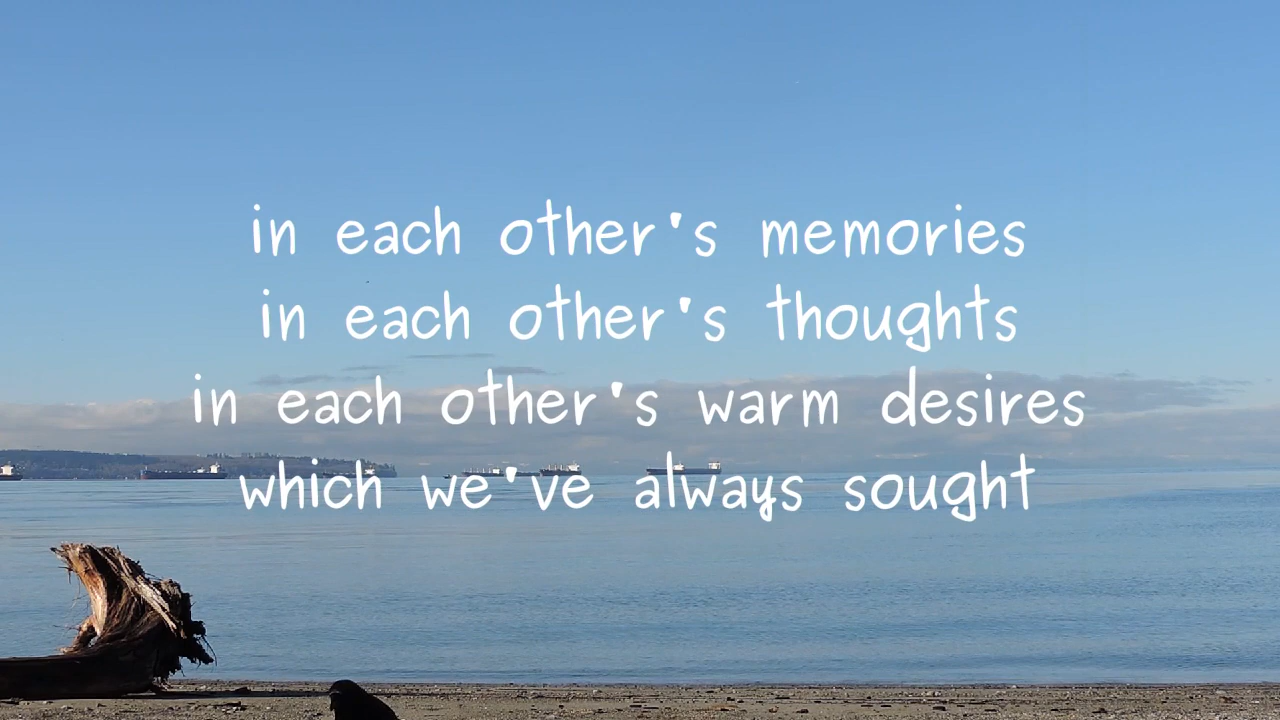 in each other's memories
in each other's thoughts
in each other's warm desires
which we've always sought